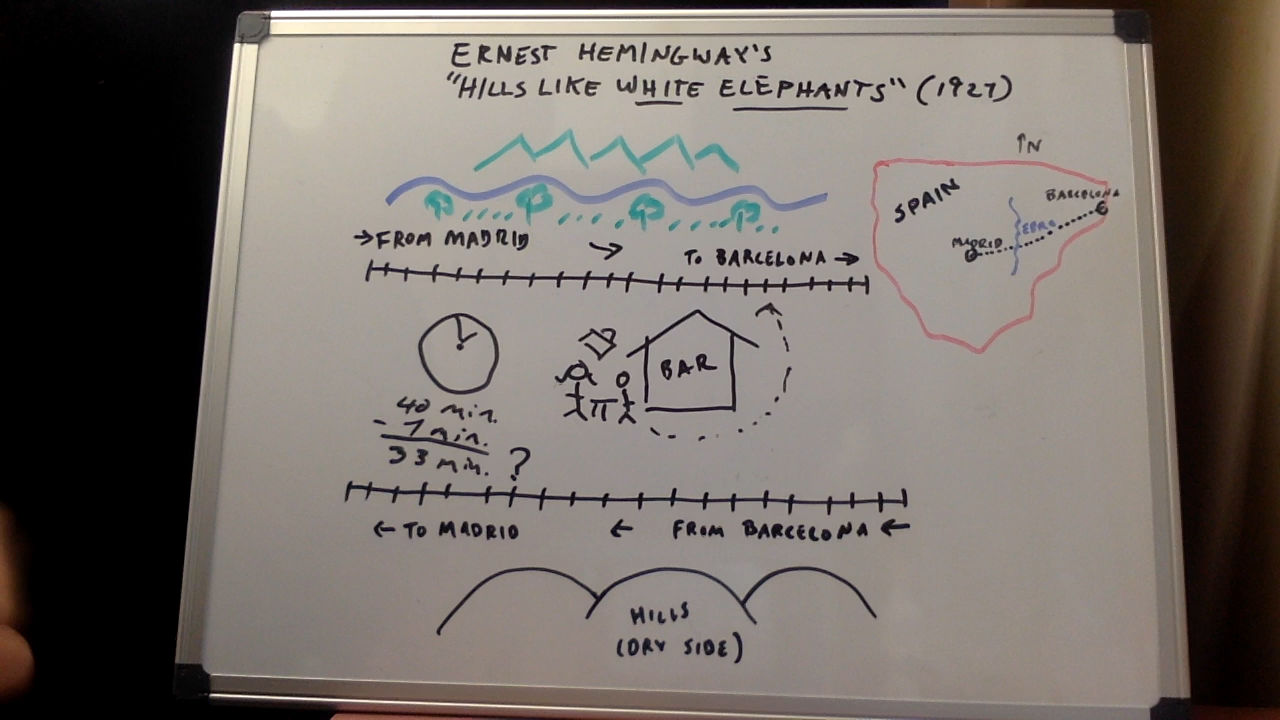 ERNEST HEMINGWAY'S
"HILLS LIKE WHITE ELEPHANTS" (1927)
↑N
SPAIN
BARCELONA
EBRO
MADRID
→FROM MADRID →
TO BARCELONA →
BAR
40 min.
- 7 min.
33 min. ?
← TO MADRID ← FROM BARCELONA ←
HILLS
(DRY SIDE)